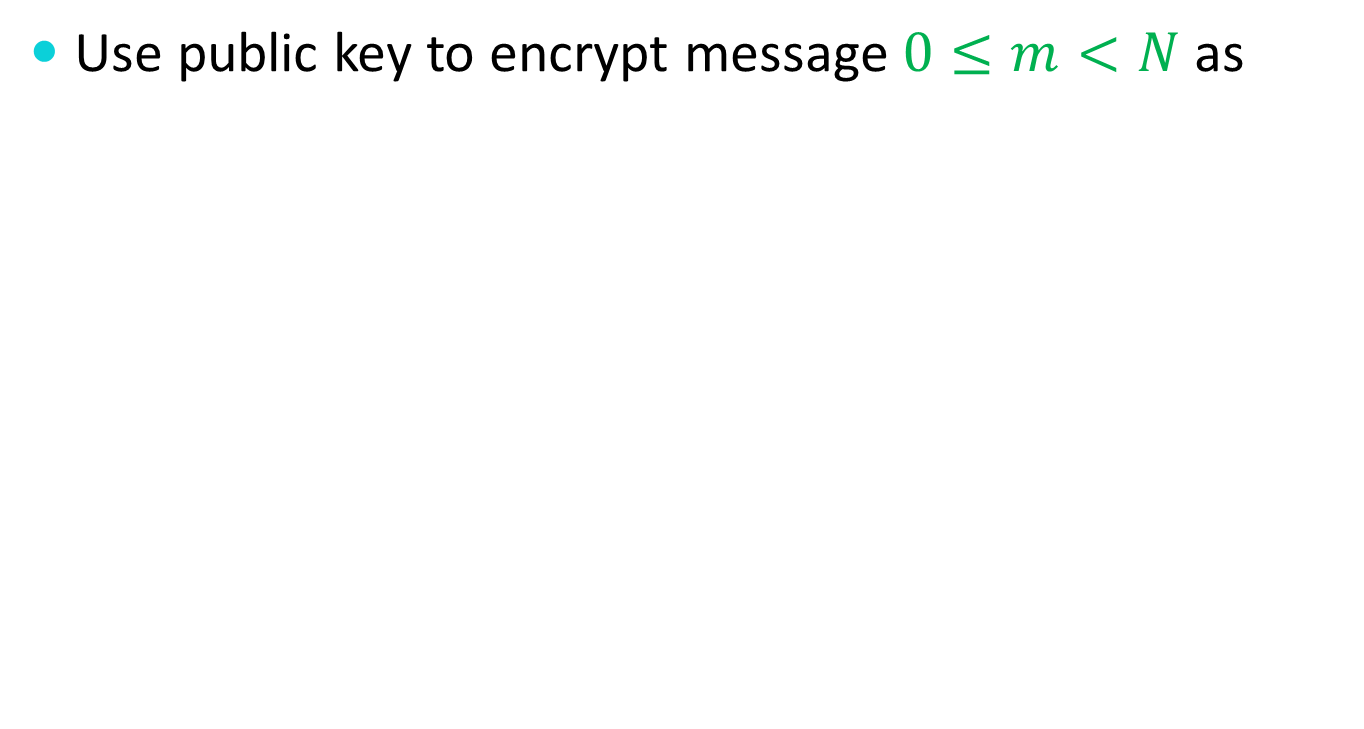 • Use public key to encrypt message 0 ≤ m < N as